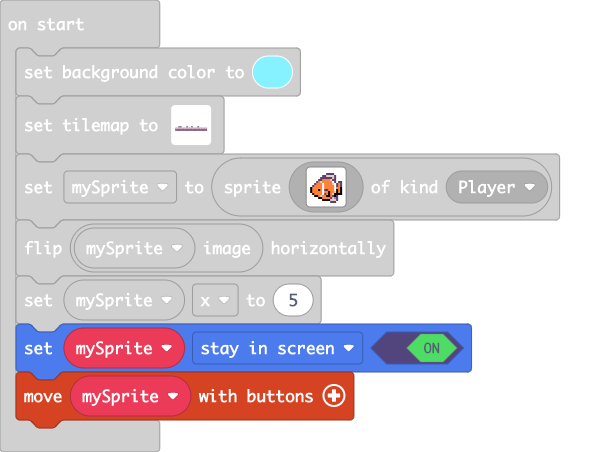 on start
set background color to
set tilemap to
set mySprite to sprite of kind Player
flip mySprite image horizontally
set mySprite x to 5
set mySprite stay in screen ON
move mySprite with buttons